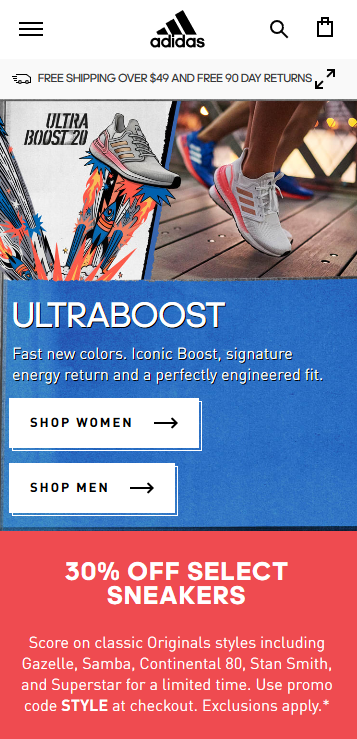 adidas
FREE SHIPPING OVER $49 AND FREE 90 DAY RETURNS
ULTRA
BOOST 20
ULTRABOOST
Fast new colors. Iconic Boost, signature
energy return and a perfectly engineered fit.
SHOP WOMEN
SHOP MEN
30% OFF SELECT
SNEAKERS
Score on classic Originals styles including
Gazelle, Samba, Continental 80, Stan Smith,
and Superstar for a limited time. Use promo
code STYLE at checkout. Exclusions apply.*